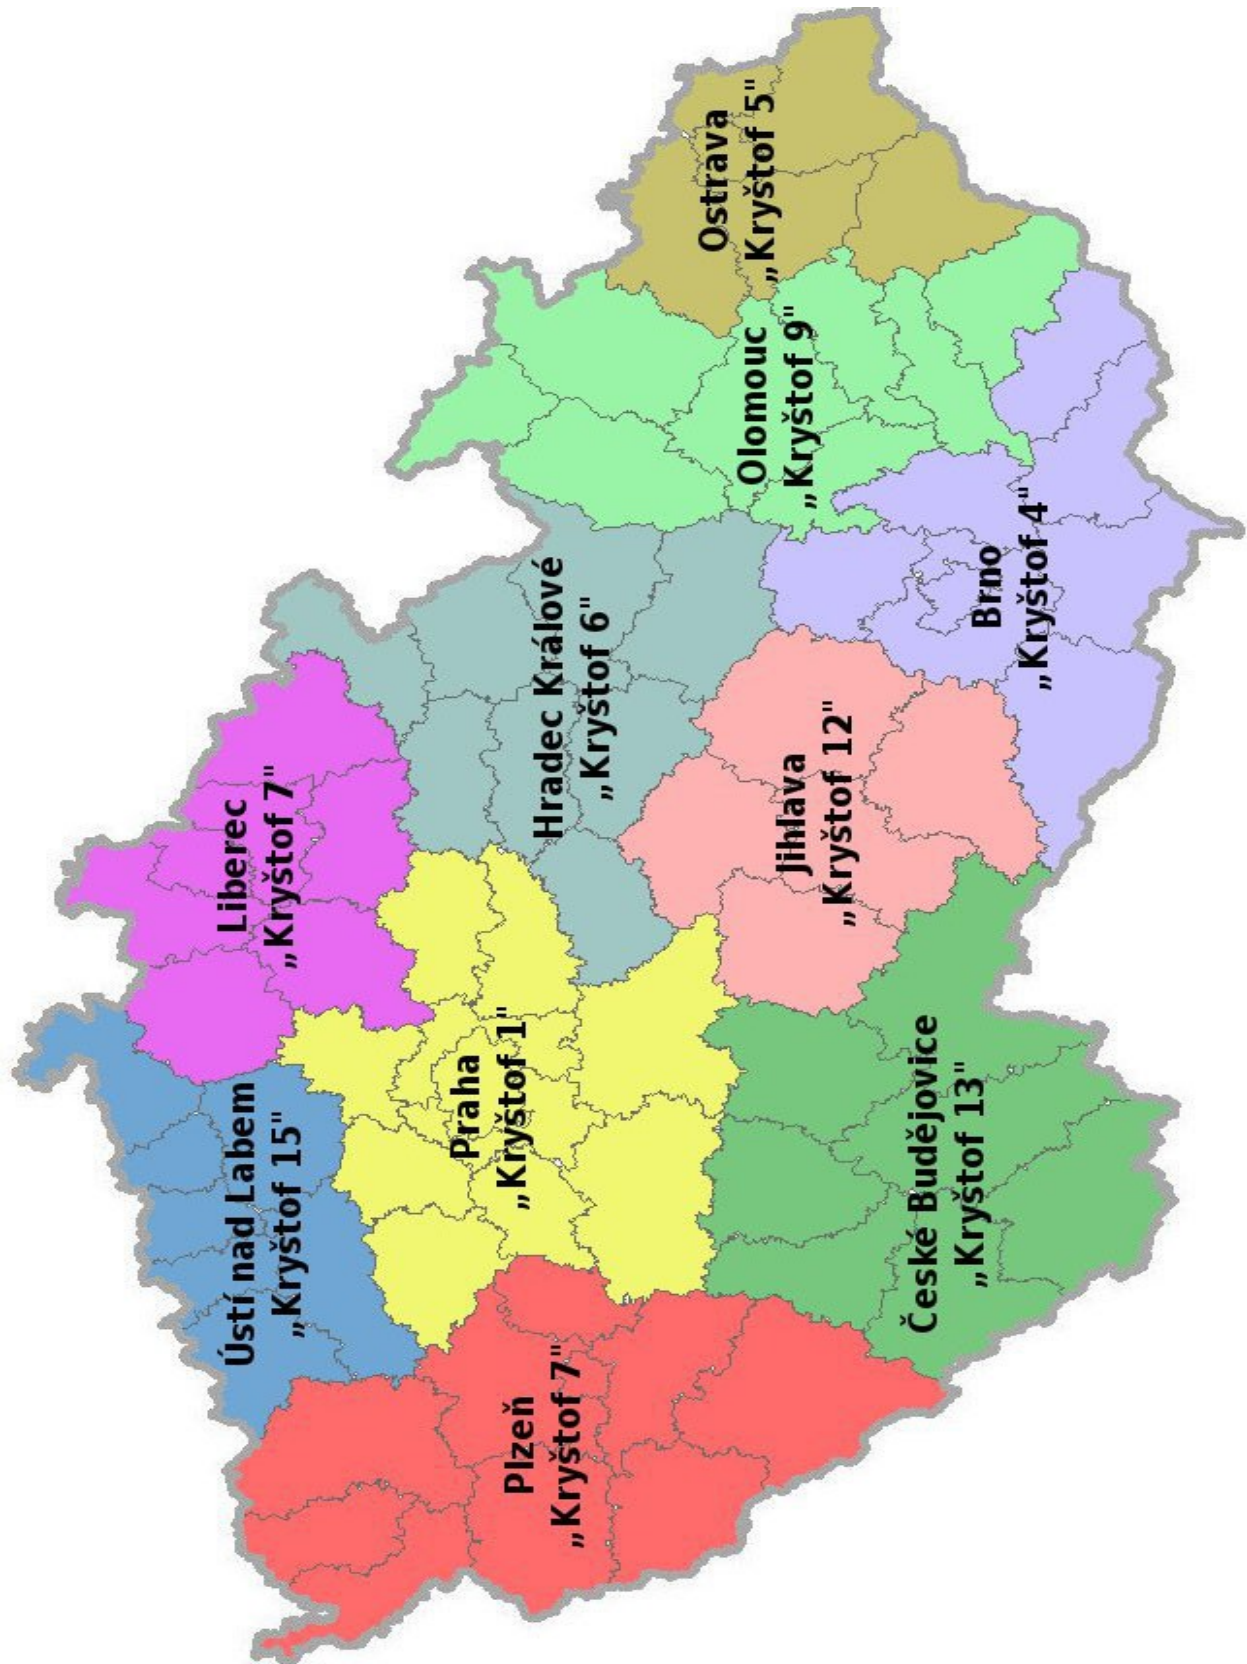 Ústí nad Labem
„Kryštof 15"
Liberec
„Kryštof 7"
Plzeň
„Kryštof 7"
Praha
„Kryštof 1"
Hradec Králové
„Kryštof 6"
Ostrava
„Kryštof 5"
Olomouc
„Kryštof 9"
Jihlava
„Kryštof 12"
České Budějovice
„Kryštof 13"
Brno
„Kryštof 4"